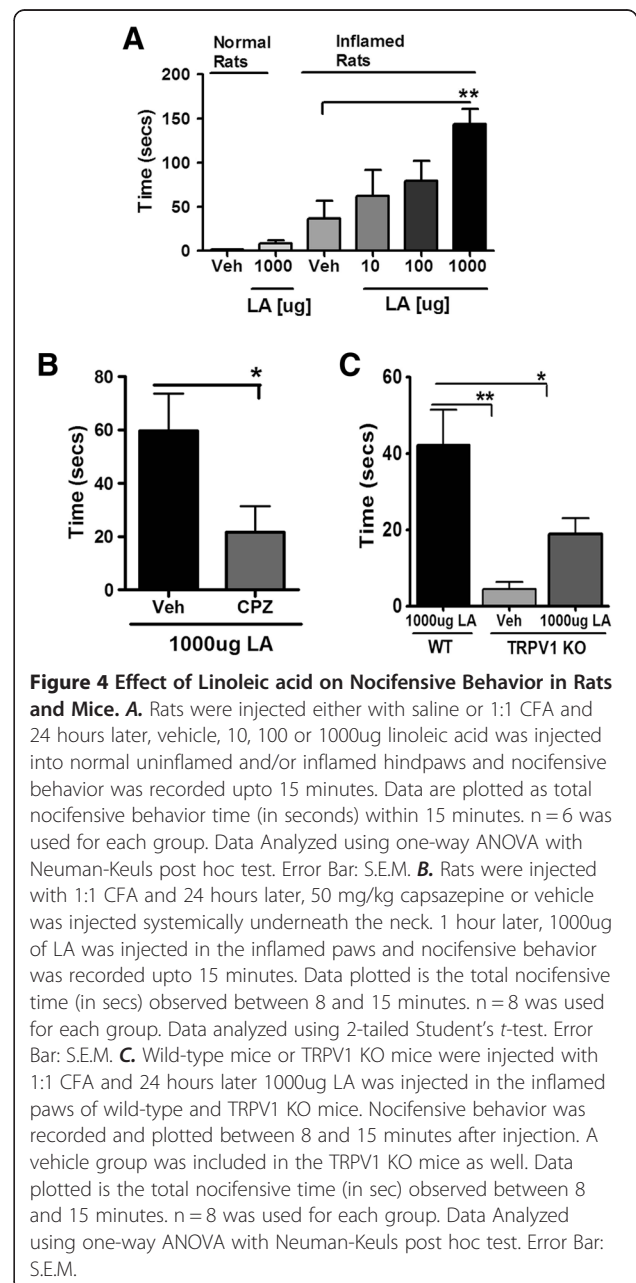 A
Normal
Rats
Inflamed
Rats
200
150
100
50
0
Time (secs)
**
Veh
1000
Veh
10
100
1000
LA [ug]
LA [ug]
B
80
60
40
20
0
Time (secs)
*
Veh
CPZ
1000ug LA
C
60
40
20
0
Time (secs)
**
*
1000ug LA
Veh
1000ug LA
WT
TRPV1 KO
Figure 4 Effect of Linoleic acid on Nocifensive Behavior in Rats
and Mice. A. Rats were injected either with saline or 1:1 CFA and
24 hours later, vehicle, 10, 100 or 1000ug linoleic acid was injected
into normal uninflamed and/or inflamed hindpaws and nocifensive
behavior was recorded upto 15 minutes. Data are plotted as total
nocifensive behavior time (in seconds) within 15 minutes. n = 6 was
used for each group. Data Analyzed using one-way ANOVA with
Neuman-Keuls post hoc test. Error Bar: S.E.M. B. Rats were injected
with 1:1 CFA and 24 hours later, 50 mg/kg capsazepine or vehicle
was injected systemically underneath the neck. 1 hour later, 1000ug
of LA was injected in the inflamed paws and nocifensive behavior
was recorded upto 15 minutes. Data plotted is the total nocifensive
time (in secs) observed between 8 and 15 minutes. n = 8 was used
for each group. Data analyzed using 2-tailed Student's t-test. Error
Bar: S.E.M. C. Wild-type mice or TRPV1 KO mice were injected with
1:1 CFA and 24 hours later 1000ug LA was injected in the inflamed
paws of wild-type and TRPV1 KO mice. Nocifensive behavior was
recorded and plotted between 8 and 15 minutes after injection. A
vehicle group was included in the TRPV1 KO mice as well. Data
plotted is the total nocifensive time (in sec) observed between 8
and 15 minutes. n = 8 was used for each group. Data Analyzed
using one-way ANOVA with Neuman-Keuls post hoc test. Error Bar:
S.E.M.